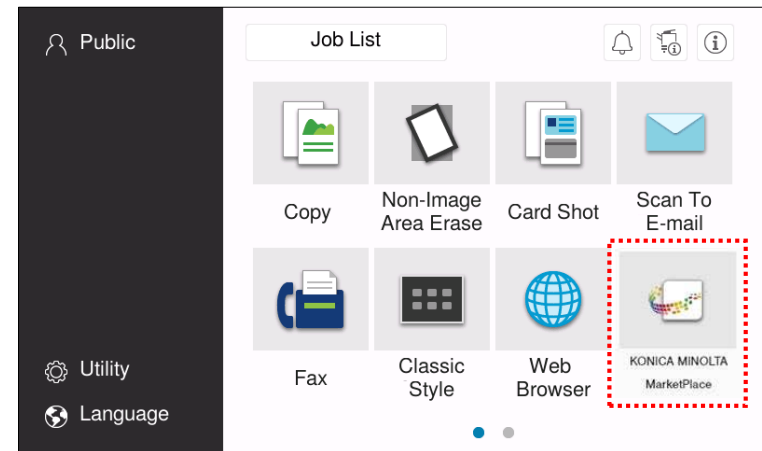 Public
Job List
Copy
Non-Image
Area Erase
Card Shot
Scan To
E-mail
Fax
Classic
Style
Web
Browser
KONICA MINOLTA
MarketPlace
Utility
Language